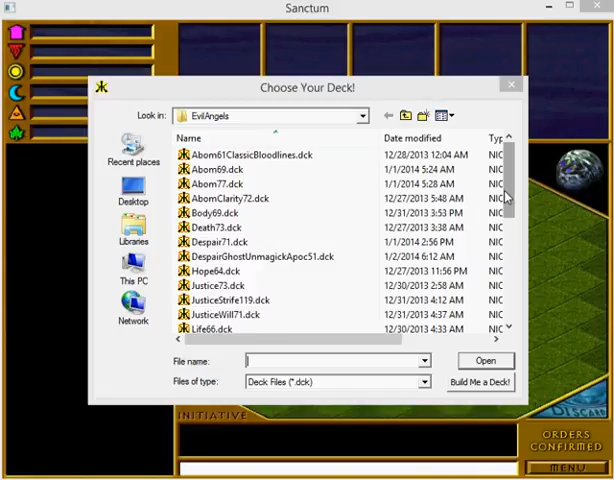 Sanctum
Choose Your Deck!
Look in: EvilAngels
Name Date modified Typ
Abom61ClassicBloodlines.dck 12/28/2013 12:04 AM NIC
Abom69.dck 1/1/2014 5:24 AM NIC
Abom77.dck 1/1/2014 5:28 AM NIC
AbomClarity72.dck 12/27/2013 5:48 AM NIC
Body69.dck 12/31/2013 3:53 PM NIC
Death73.dck 12/27/2013 3:38 AM NIC
Despair71.dck 1/1/2014 2:56 PM NIC
DespairGhostUnmagickApoc51.dck 1/2/2014 6:12 AM NIC
Hope64.dck 12/27/2013 11:56 PM NIC
Justice73.dck 12/30/2013 2:58 AM NIC
JusticeStrife119.dck 12/31/2013 4:12 AM NIC
JusticeWill71.dck 12/31/2013 4:37 AM NIC
Life66.dck 12/30/2013 4:33 AM NIC
Recent places
Desktop
Libraries
This PC
Network
File name: Open
Files of type: Deck Files (*.dck) Build Me a Deck!
INITIATIVE
DISCARD
ORDERS
CONFIRMED
MENU